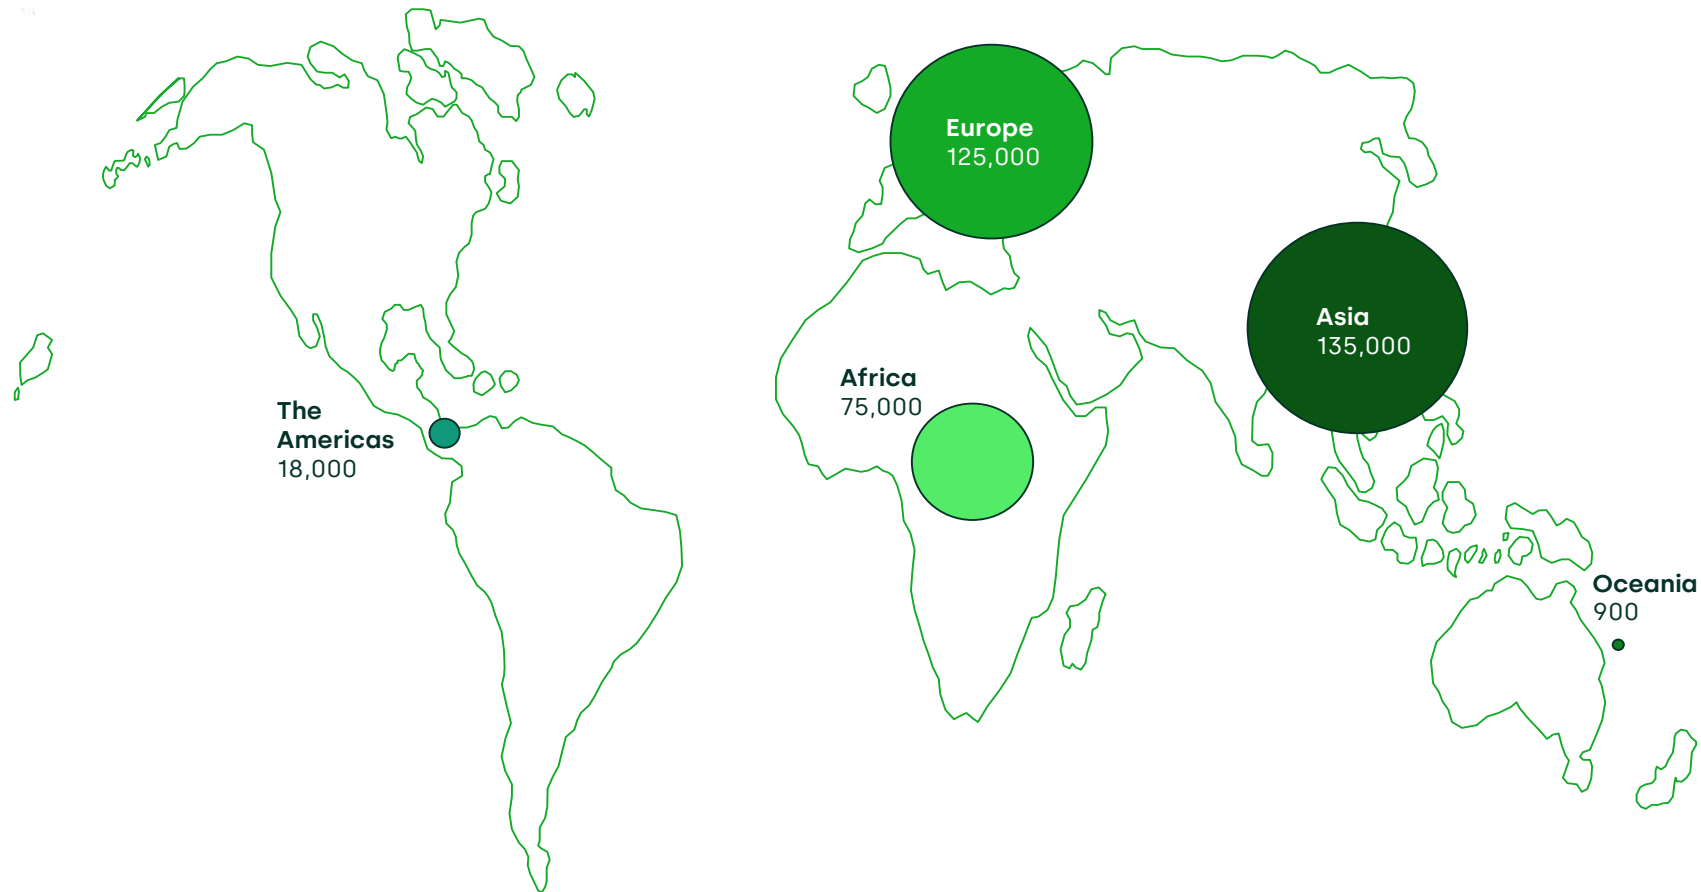 Europe
125,000
Asia
135,000
Africa
75,000
The
Americas
18,000
Oceania
900